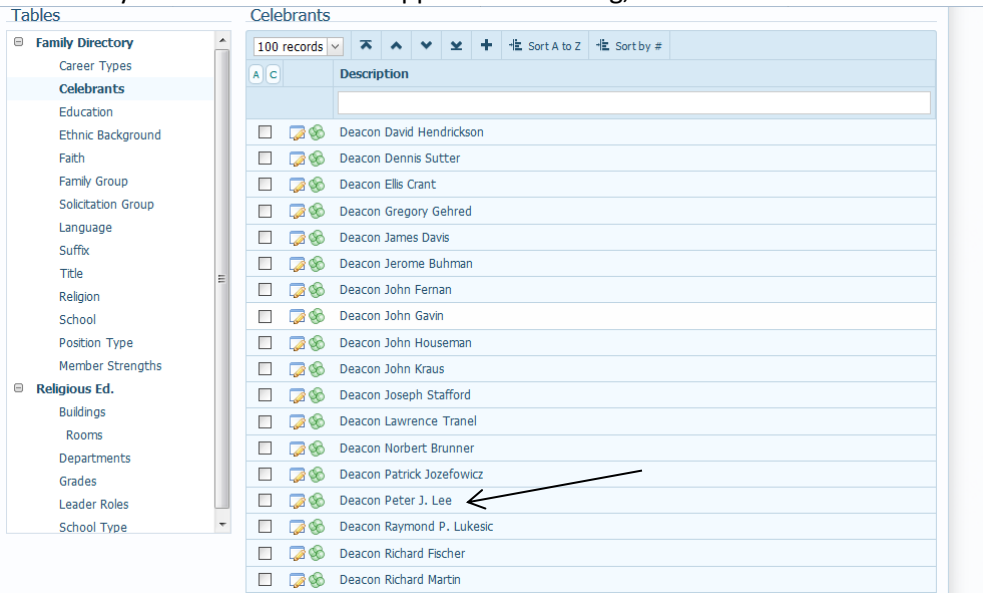 Tables
Family Directory
Career Types
Celebrants
Education
Ethnic Background
Faith
Family Group
Solicitation Group
Language
Suffix
Title
Religion
School
Position Type
Member Strengths
Religious Ed.
Buildings
Rooms
Departments
Grades
Leader Roles
School Type
Celebrants
100 records Sort A to Z Sort by #
A C Description
Deacon David Hendrickson
Deacon Dennis Sutter
Deacon Ellis Crant
Deacon Gregory Gehred
Deacon James Davis
Deacon Jerome Buhman
Deacon John Fernan
Deacon John Gavin
Deacon John Houseman
Deacon John Kraus
Deacon Joseph Stafford
Deacon Lawrence Tranel
Deacon Norbert Brunner
Deacon Patrick Jozefowicz
Deacon Peter J. Lee
Deacon Raymond P. Lukesic
Deacon Richard Fischer
Deacon Richard Martin